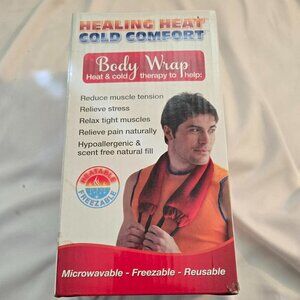 HEALING HEAT
COLD COMFORT
Body Wrap
Heat & cold therapy to help:
Reduce muscle tension
Relieve stress
Relax tight muscles
Relieve pain naturally
Hypoallergenic &
scent free natural fill
HEATABLE
FREEZABLE
Microwavable - Freezable - Reusable